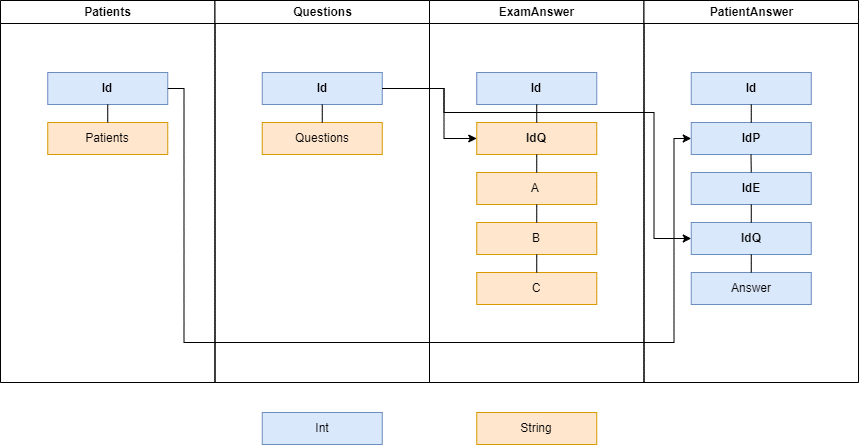 Patients
Questions
ExamAnswer
PatientAnswer
Id
Id
Id
Id
Patients
Questions
IdQ
IdP
A
IdE
B
IdQ
C
Answer
Int
String